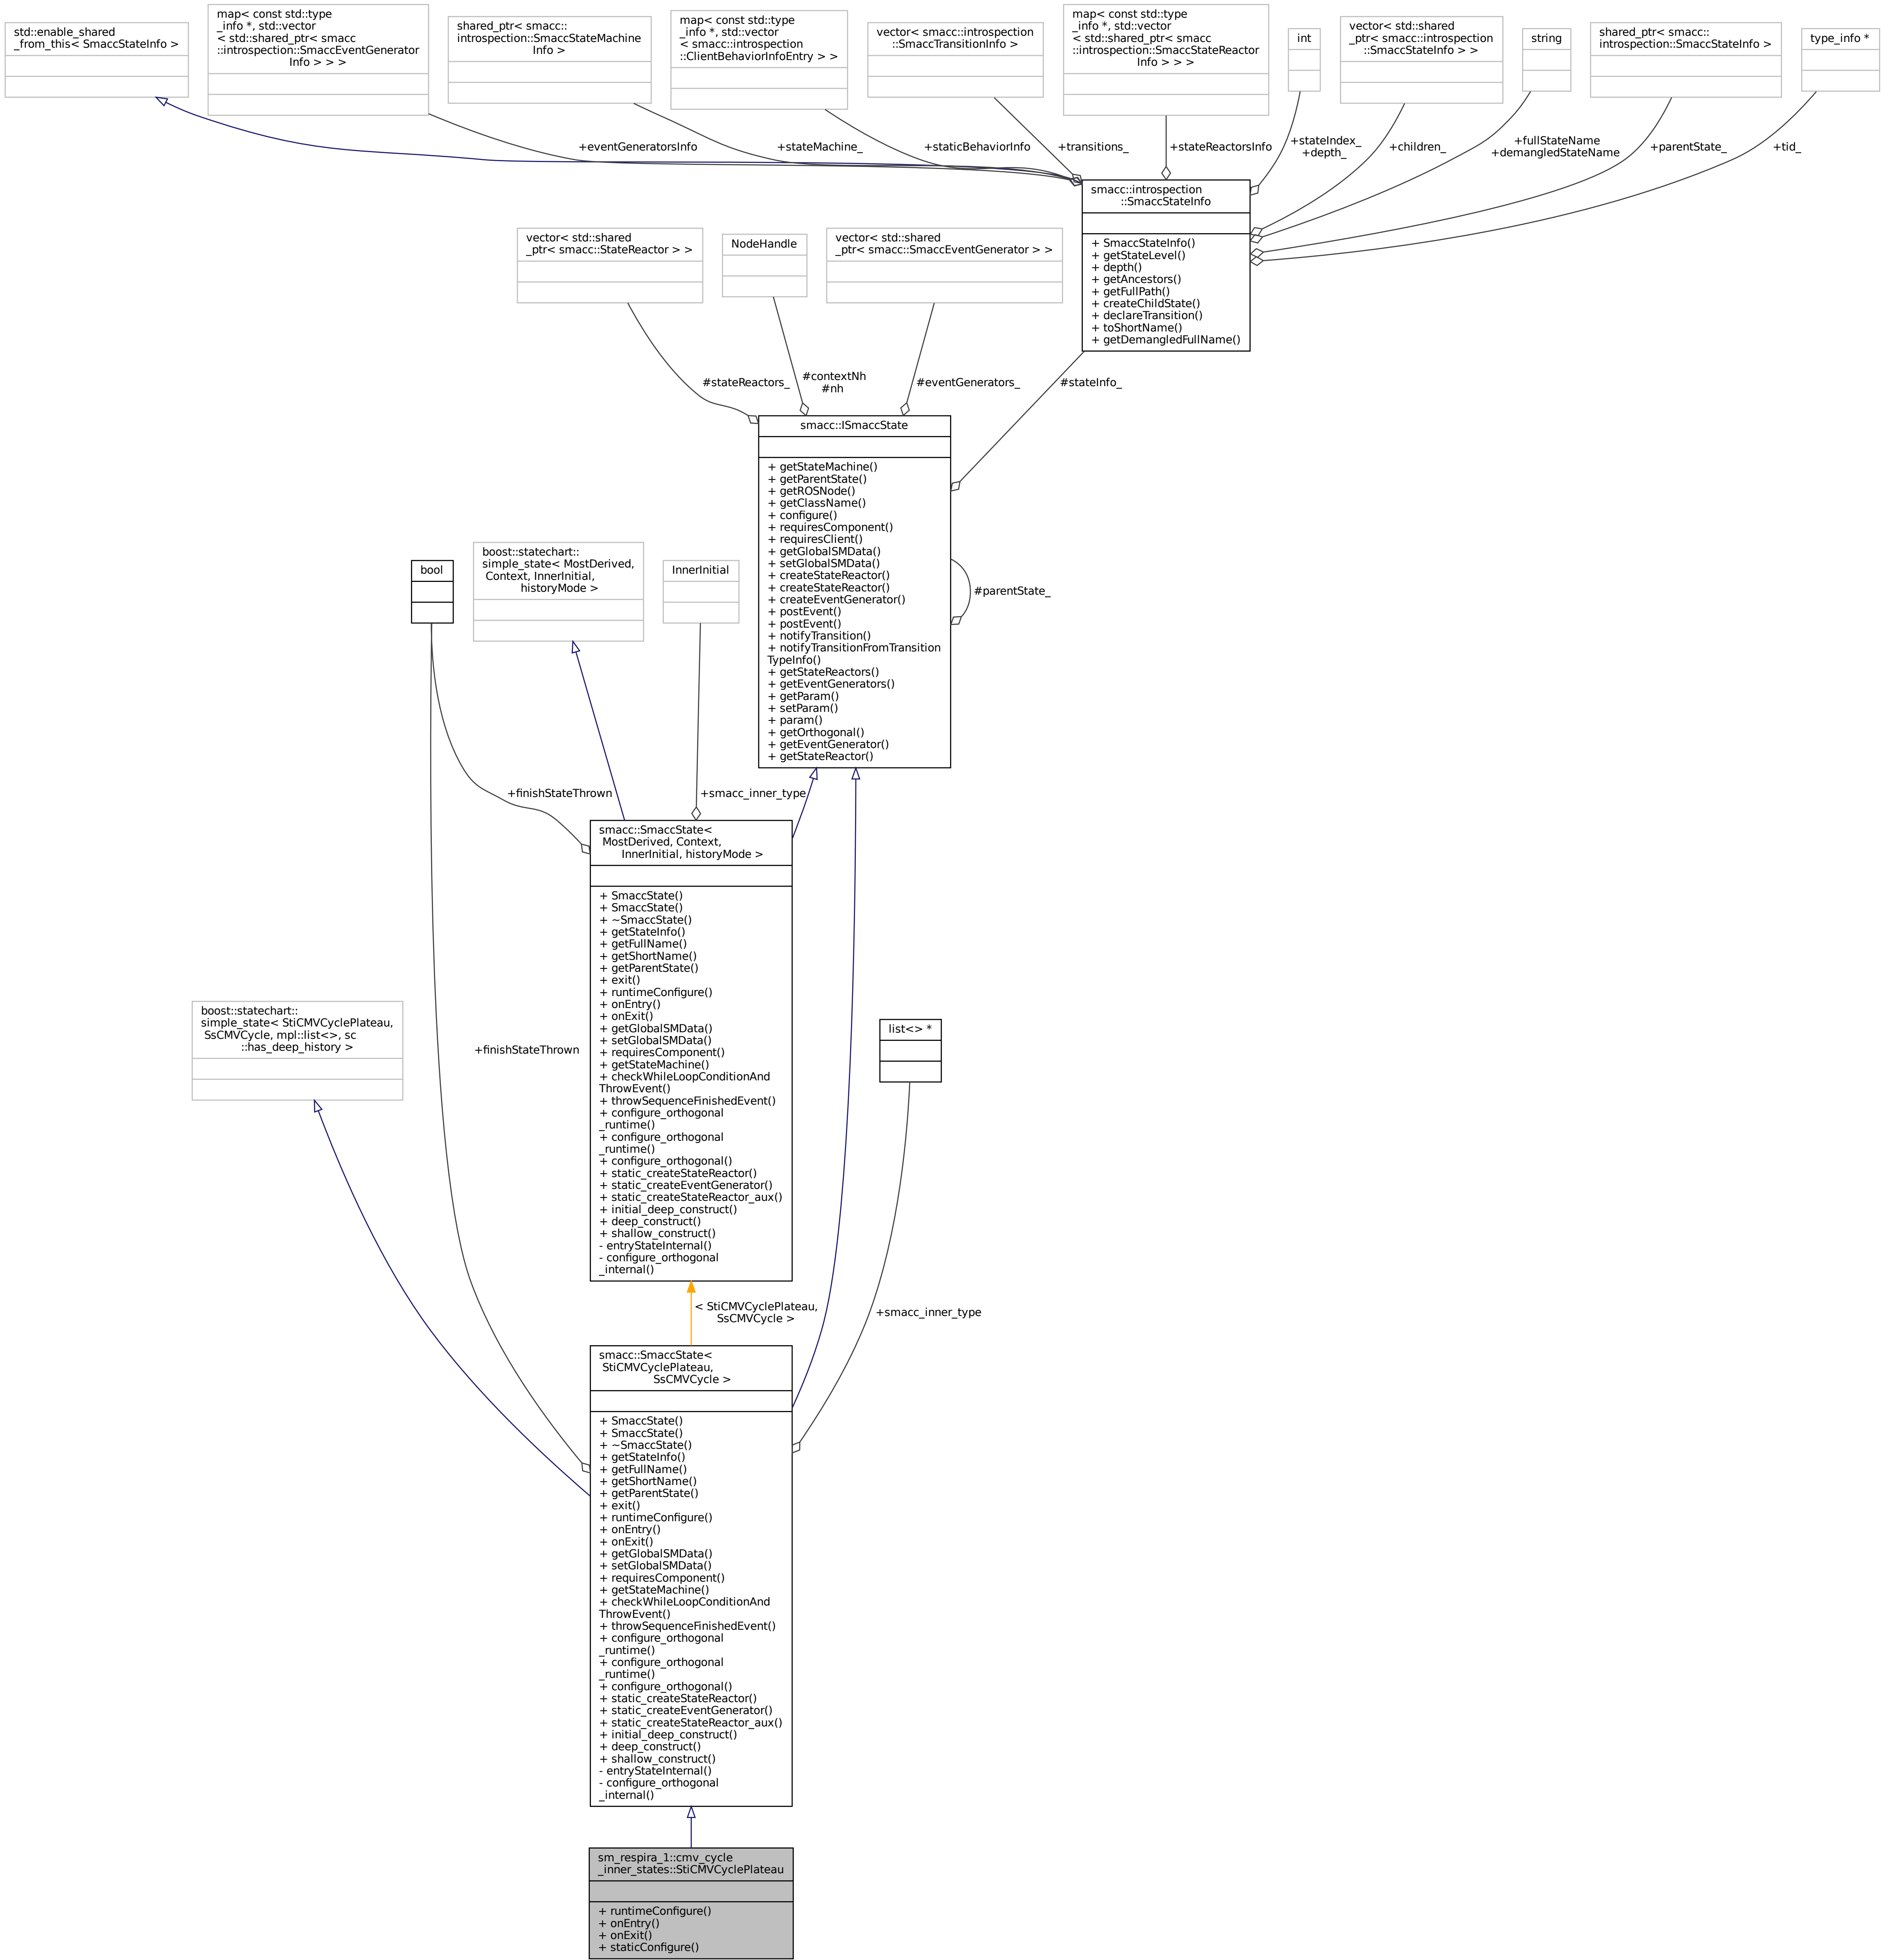 std::enable_shared
_from_this< SmaccStateInfo >
map< const std::type
_info *, std::vector
< std::shared_ptr< smacc
::introspection::SmaccEventGenerator
Info > > >
shared_ptr< smacc::
introspection::SmaccStateMachine
Info >
map< const std::type
_info *, std::vector
< smacc::introspection
::ClientBehaviorInfoEntry > >
vector< smacc::introspection
::SmaccTransitionInfo >
map< const std::type
_info *, std::vector
< std::shared_ptr< smacc
::introspection::SmaccStateReactor
Info > > >
int
vector< std::shared
_ptr< smacc::introspection
::SmaccStateInfo > >
string
shared_ptr< smacc::
introspection::SmaccStateInfo >
type_info *
+eventGeneratorsInfo
+stateMachine_
+staticBehaviorInfo
+transitions_
+stateReactorsInfo
+stateIndex_
+depth_
+children_
+fullStateName
+demangledStateName
+parentState_
+tid_
smacc::introspection
::SmaccStateInfo
+ SmaccStateInfo()
+ getStateLevel()
+ depth()
+ getAncestors()
+ getFullPath()
+ createChildState()
+ declareTransition()
+ toShortName()
+ getDemangledFullName()
vector< std::shared
_ptr< smacc::StateReactor > >
NodeHandle
vector< std::shared
_ptr< smacc::SmaccEventGenerator > >
#stateReactors_
#contextNh
#nh
#eventGenerators_
#stateInfo_
smacc::ISmaccState
+ getStateMachine()
+ getParentState()
+ getROSNode()
+ getClassName()
+ configure()
+ requiresComponent()
+ requiresClient()
+ getGlobalSMData()
+ setGlobalSMData()
+ createStateReactor()
+ createStateReactor()
+ createEventGenerator()
+ postEvent()
+ postEvent()
+ notifyTransition()
+ notifyTransitionFromTransition
TypeInfo()
+ getStateReactors()
+ getEventGenerators()
+ getParam()
+ setParam()
+ param()
+ getOrthogonal()
+ getEventGenerator()
+ getStateReactor()
#parentState_
bool
boost::statechart::
simple_state< MostDerived,
Context, InnerInitial,
historyMode >
InnerInitial
+finishStateThrown
+smacc_inner_type
smacc::SmaccState<
MostDerived, Context,
InnerInitial, historyMode >
+ SmaccState()
+ SmaccState()
+ ~SmaccState()
+ getStateInfo()
+ getFullName()
+ getShortName()
+ getParentState()
+ exit()
+ runtimeConfigure()
+ onEntry()
+ onExit()
+ getGlobalSMData()
+ setGlobalSMData()
+ requiresComponent()
+ getStateMachine()
+ checkWhileLoopConditionAnd
ThrowEvent()
+ throwSequenceFinishedEvent()
+ configure_orthogonal
_runtime()
+ configure_orthogonal
_runtime()
+ configure_orthogonal()
+ static_createStateReactor()
+ static_createEventGenerator()
+ static_createStateReactor_aux()
+ initial_deep_construct()
+ deep_construct()
+ shallow_construct()
- entryStateInternal()
- configure_orthogonal
_internal()
boost::statechart::
simple_state< StiCMVCyclePlateau,
SsCMVCycle, mpl::list<>, sc
::has_deep_history >
+finishStateThrown
list<> *
< StiCMVCyclePlateau,
SsCMVCycle >
+smacc_inner_type
smacc::SmaccState<
StiCMVCyclePlateau,
SsCMVCycle >
+ SmaccState()
+ SmaccState()
+ ~SmaccState()
+ getStateInfo()
+ getFullName()
+ getShortName()
+ getParentState()
+ exit()
+ runtimeConfigure()
+ onEntry()
+ onExit()
+ getGlobalSMData()
+ setGlobalSMData()
+ requiresComponent()
+ getStateMachine()
+ checkWhileLoopConditionAnd
ThrowEvent()
+ throwSequenceFinishedEvent()
+ configure_orthogonal
_runtime()
+ configure_orthogonal
_runtime()
+ configure_orthogonal()
+ static_createStateReactor()
+ static_createEventGenerator()
+ static_createStateReactor_aux()
+ initial_deep_construct()
+ deep_construct()
+ shallow_construct()
- entryStateInternal()
- configure_orthogonal
_internal()
sm_respira_1::cmv_cycle
_inner_states::StiCMVCyclePlateau
+ runtimeConfigure()
+ onEntry()
+ onExit()
+ staticConfigure()